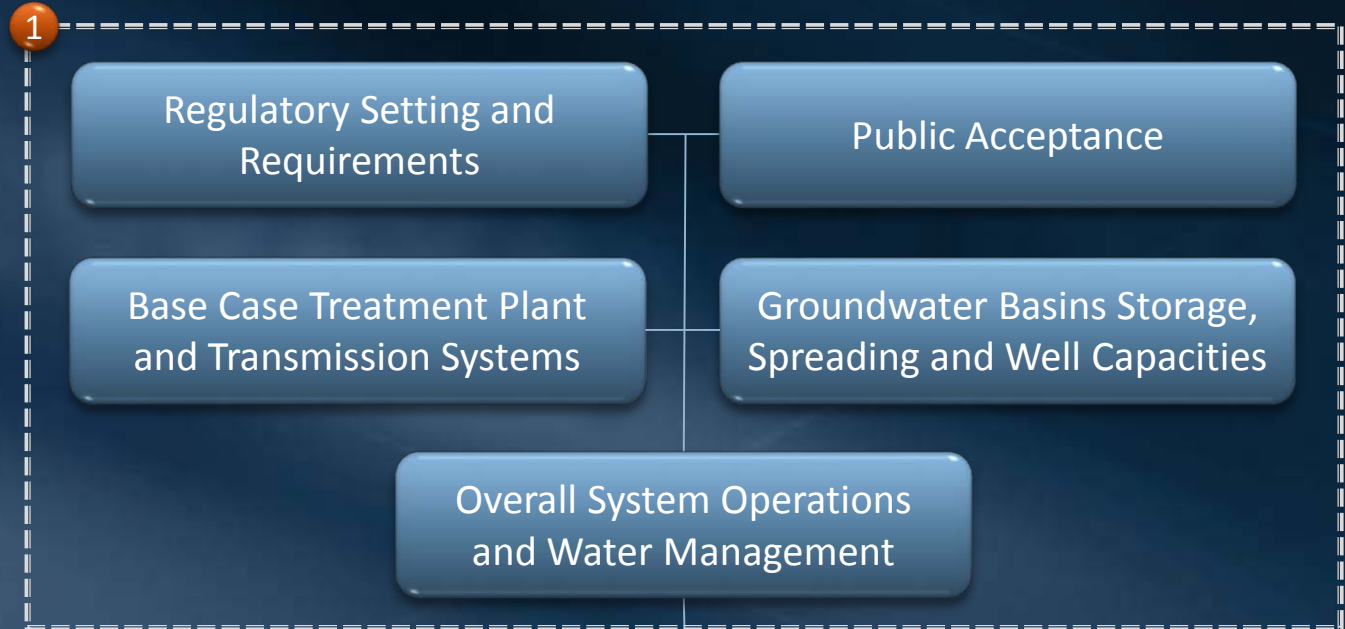 1
Regulatory Setting and
Requirements
Public Acceptance
Base Case Treatment Plant
and Transmission Systems
Groundwater Basins Storage,
Spreading and Well Capacities
Overall System Operations
and Water Management